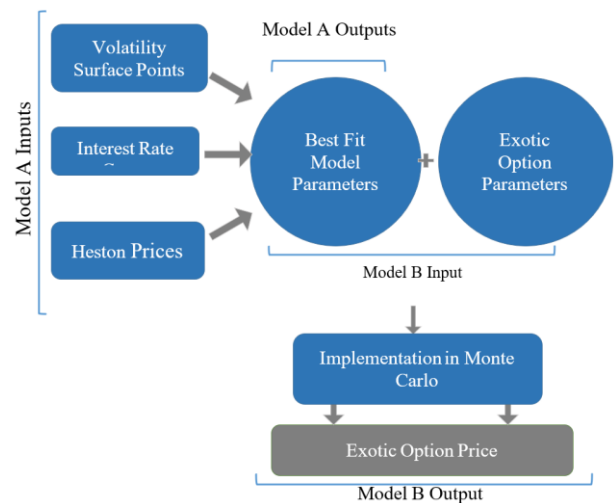 Model A Outputs
Model A Inputs
Volatility
Surface Points
Interest Rate
Heston Prices
Best Fit
Model
Parameters
+
Exotic
Option
Parameters
Model B Input
Implementation in Monte
Carlo
Exotic Option Price
Model B Output